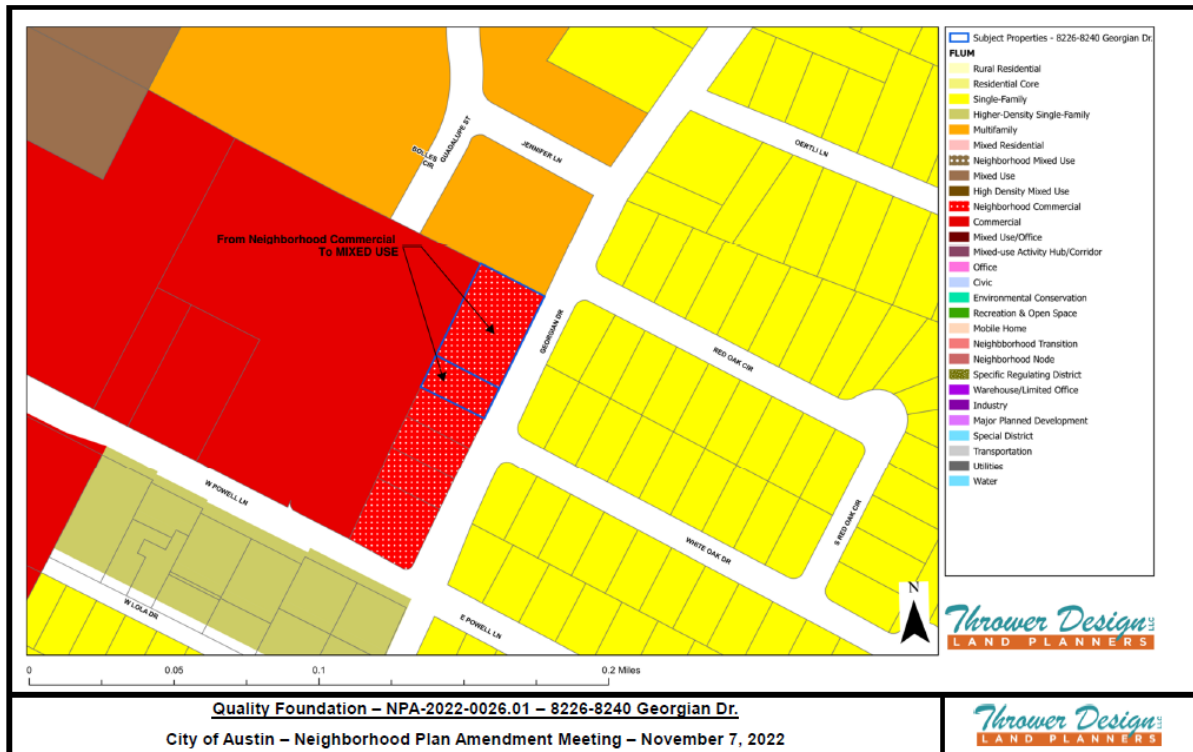 Subject Properties - 8226-8240 Georgian Dr.
FLUM
Rural Residential
Residential Core
Single-Family
Higher-Density Single-Family
Multifamily
Mixed Residential
Neighborhood Mixed Use
Mixed Use
High Density Mixed Use
Neighborhood Commercial
Commercial
Mixed Use/Office
Mixed-use Activity Hub/Corridor
Office
Civic
Environmental Conservation
Recreation & Open Space
Mobile Home
Neighbborhood Transition
Neighborhood Node
Specific Regulating District
Warehouse/Limited Office
Industry
Major Planned Development
Special District
Transportation
Utilities
Water
GUADALUPE ST
BOLLES
CIR
JENNIFER LN
OERTLI LN
From Neighborhood Commercial
To MIXED USE
GEORGIAN DR
RED OAK CIR
S RED OAK CIR
WHITE OAK DR
W POWELL LN
W LOLA DR
E POWELL LN
N
Thrower Design LLC
LAND PLANNERS
0 0.05 0.1 0.2 Miles
Quality Foundation – NPA-2022-0026.01 – 8226-8240 Georgian Dr.
City of Austin – Neighborhood Plan Amendment Meeting – November 7, 2022
Thrower Design LLC
LAND PLANNERS